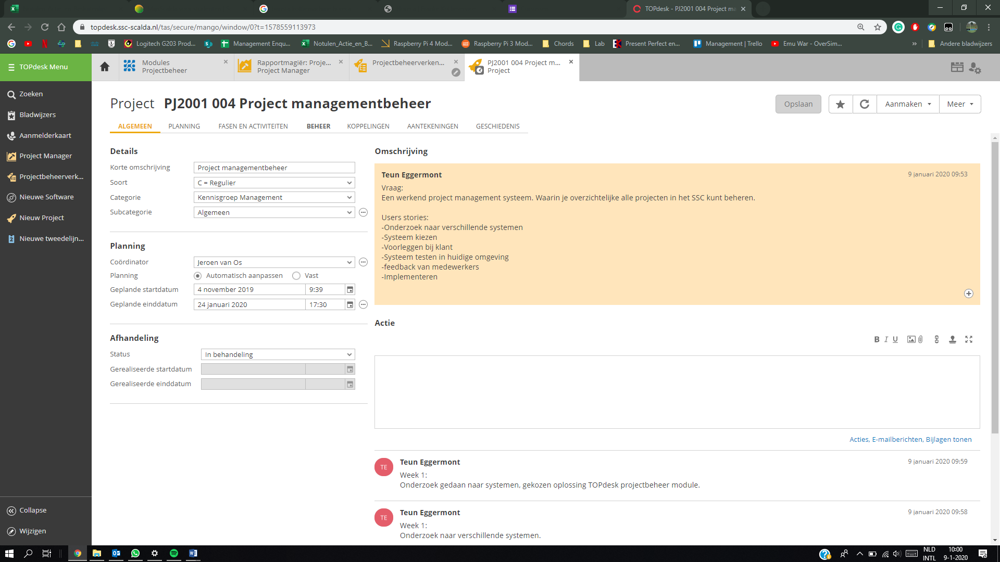 TOPdesk - PJ2001 004 Project ma
topdesk.ssc-scalda.nl/tas/secure/mango/window/0?t=1578559113973
Logitech G203 Prod...
Management Enqu...
Notulen_Actie_en_B...
Raspberry Pi 4 Mod...
Raspberry Pi 3 Mod...
Chords
Lab
Present Perfect en...
Management | Trello
Emu War - OverSim...
»
Andere bladwijzers
TOPdesk Menu
Modules
Projectbeheer
Rapportmagiër: Proje...
Project Manager
Projectbeheerverken...
PJ2001 004 Project m...
Project
Zoeken
Bladwijzers
Aanmelderkaart
Project Manager
Projectbeheerverk...
Nieuwe Software
Nieuw Project
Nieuwe tweedelijn...
Collapse
Wijzigen
Project PJ2001 004 Project managementbeheer
Opslaan
Aanmaken
Meer
ALGEMEEN
PLANNING
FASEN EN ACTIVITEITEN
BEHEER
KOPPELINGEN
AANTEKENINGEN
GESCHIEDENIS
Details
Korte omschrijving Project managementbeheer
Soort C = Regulier
Categorie Kennisgroep Management
Subcategorie Algemeen
Planning
Coördinator Jeroen van Os
Planning Automatisch aanpassen Vast
Geplande startdatum 4 november 2019 9:39
Geplande einddatum 24 januari 2020 17:30
Afhandeling
Status In behandeling
Gerealiseerde startdatum
Gerealiseerde einddatum
Omschrijving
Teun Eggermont 9 januari 2020 09:53
Vraag:
Een werkend project management systeem. Waarin je overzichtelijke alle projecten in het SSC kunt beheren.
Users stories:
-Onderzoek naar verschillende systemen
-Systeem kiezen
-Voorleggen bij klant
-Systeem testen in huidige omgeving
-feedback van medewerkers
-Implementeren
Actie
B I U
Acties, E-mailberichten, Bijlagen tonen
TE
Teun Eggermont 9 januari 2020 09:59
Week 1:
Onderzoek gedaan naar systemen, gekozen oplossing TOPdesk projectbeheer module.
TE
Teun Eggermont 9 januari 2020 09:58
Week 1:
Onderzoek naar verschillende systemen.
NLD
INTL
10:00
9-1-2020